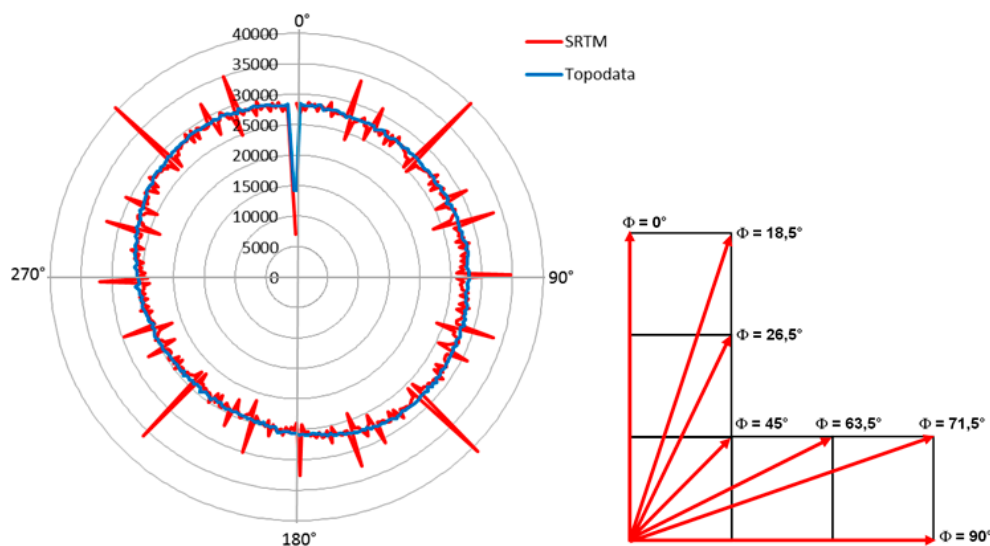 0°
40000
35000
30000
25000
20000
15000
10000
5000
0
270°
90°
180°
SRTM
Topodata
Φ = 0°
Φ = 18,5°
Φ = 26,5°
Φ = 45°
Φ = 63,5°
Φ = 71,5°
Φ = 90°